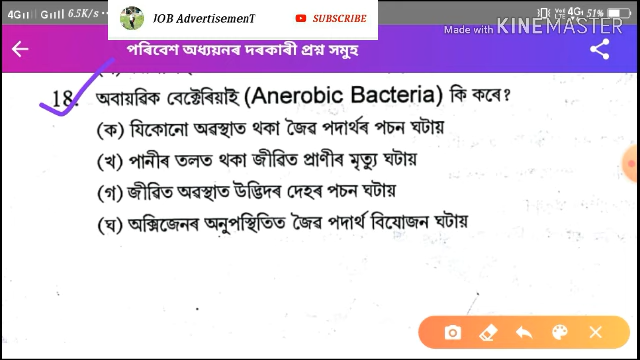 4G 6.5K/s
JOB AdvertisemenT SUBSCRIBE
4G 51%
Made with KINEMASTER
পৰিবেশ অধ্যয়নৰ দৰকাৰী প্ৰশ্ন সমুহ
18. অবায়ৱিক বেক্টেৰিয়াই (Anerobic Bacteria) কি কৰে?
(ক) যিকোনো অৱস্থাত থকা জৈৱ পদাৰ্থৰ পচন ঘটায়
(খ) পানীৰ তলত থকা জীৱিত প্ৰাণীৰ মৃত্যু ঘটায়
(গ) জীৱিত অৱস্থাত উদ্ভিদৰ দেহৰ পচন ঘটায়
(ঘ) অক্সিজেনৰ অনুপস্থিতিত জৈৱ পদাৰ্থ বিযোজন ঘটায়